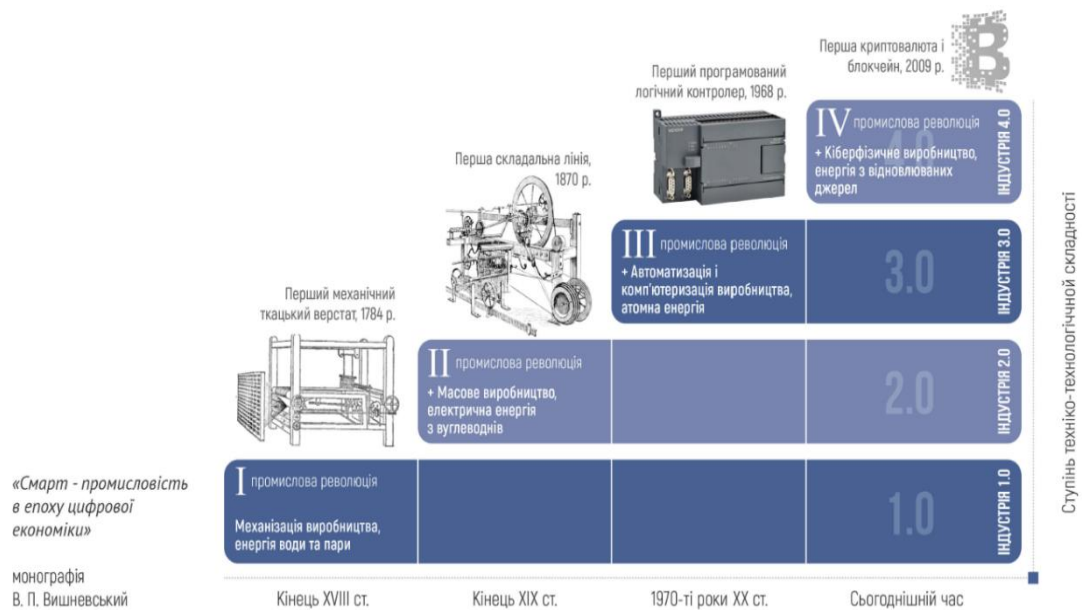 Перша криптовалюта і
блокчейн, 2009 р.
Перший програмований
логічний контролер, 1968 р.
IV промислова революція
+ Кіберфізичне виробництво,
енергія з відновлюваних
джерел
4.0
ІНДУСТРІЯ 4.0
Перша складальна лінія,
1870 р.
III промислова революція
+ Автоматизація і
комп'ютеризація виробництва,
атомна енергія
3.0
ІНДУСТРІЯ 3.0
Перший механічний
ткацький верстат, 1784 р.
II промислова революція
+ Масове виробництво,
електрична енергія
з вуглеводнів
2.0
ІНДУСТРІЯ 2.0
I промислова революція
Механізація виробництва,
енергія води та пари
1.0
ІНДУСТРІЯ 1.0
Ступінь техніко-технологіччної складності
«Смарт - промисловість
в епоху цифрової
економіки»
монографія
В. П. Вишневський
Кінець XVIII ст.
Кінець XIX ст.
1970-ті роки XX ст.
Сьогоднішній час